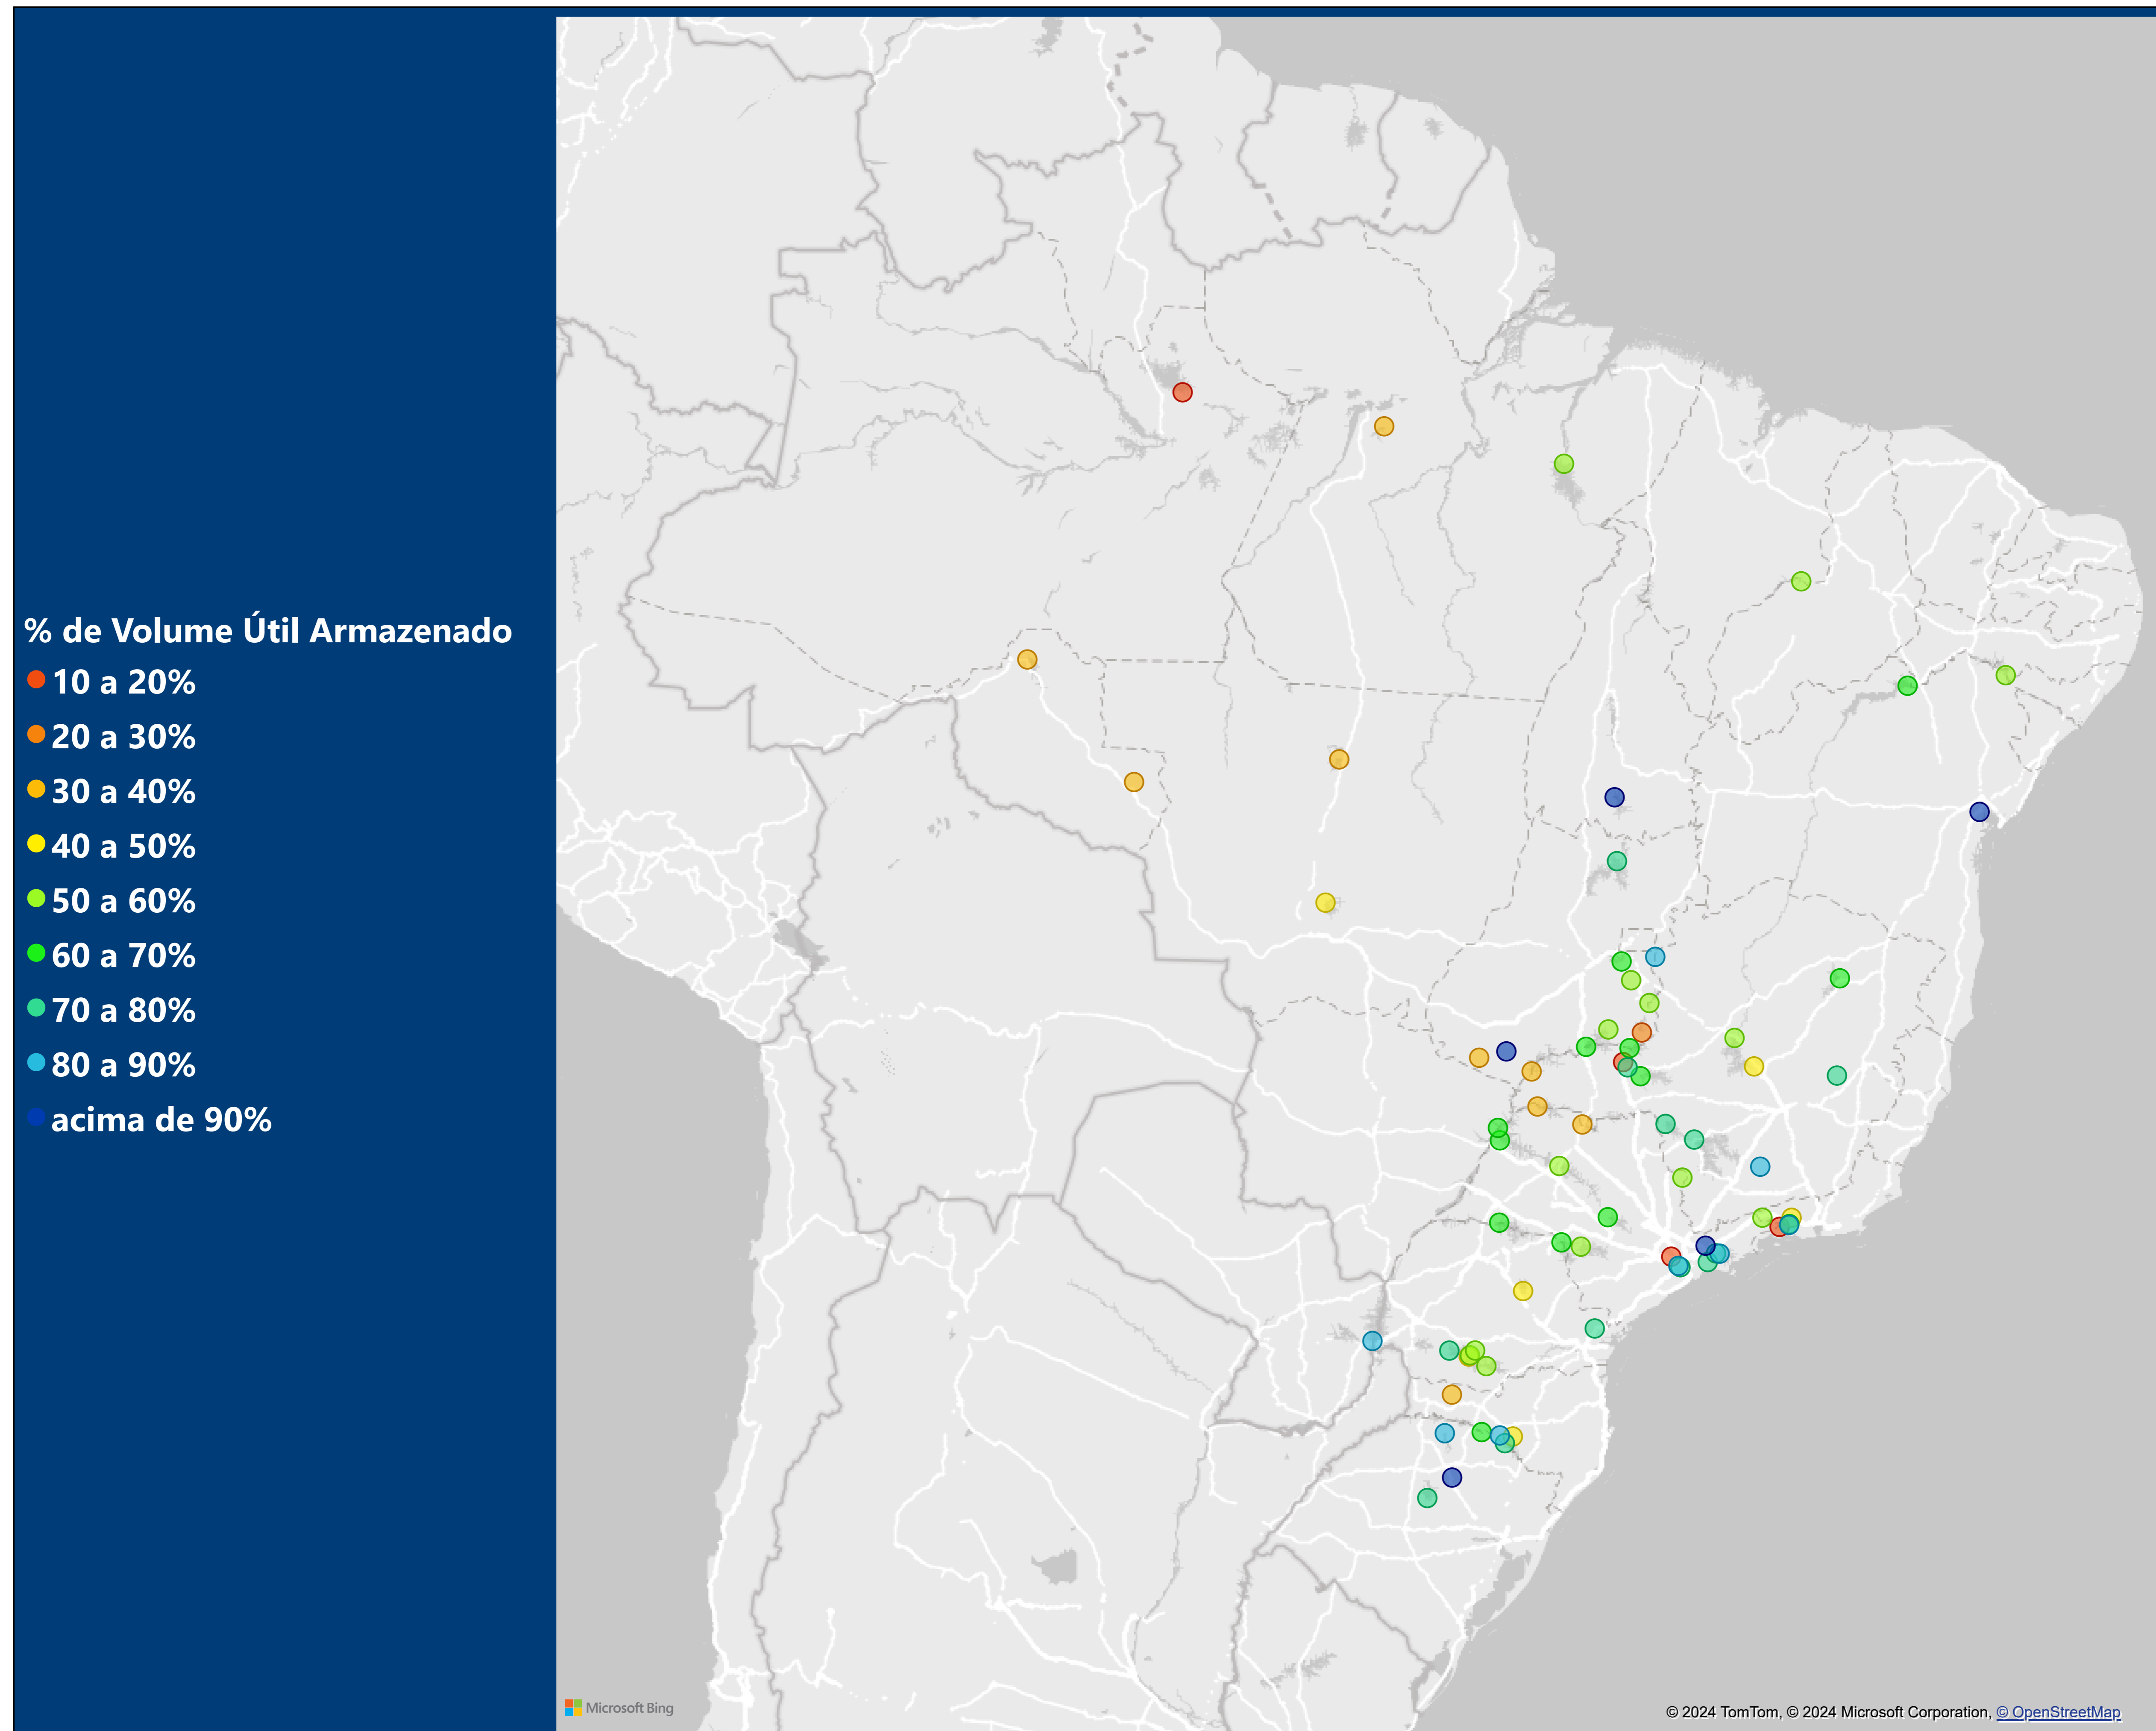 % de Volume Útil Armazenado
10 a 20%
20 a 30%
30 a 40%
40 a 50%
50 a 60%
60 a 70%
70 a 80%
80 a 90%
acima de 90%
Microsoft Bing
© 2024 TomTom, © 2024 Microsoft Corporation, © OpenStreetMap